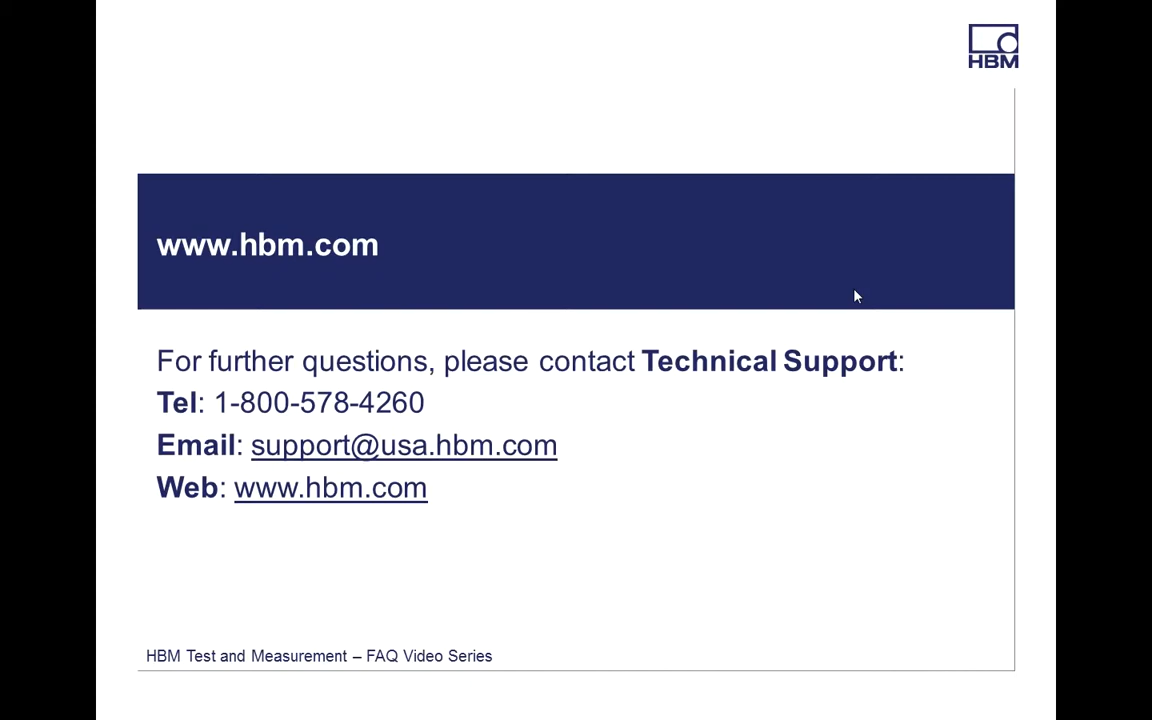 HBM
www.hbm.com
For further questions, please contact Technical Support:
Tel: 1-800-578-4260
Email: support@usa.hbm.com
Web: www.hbm.com
HBM Test and Measurement – FAQ Video Series